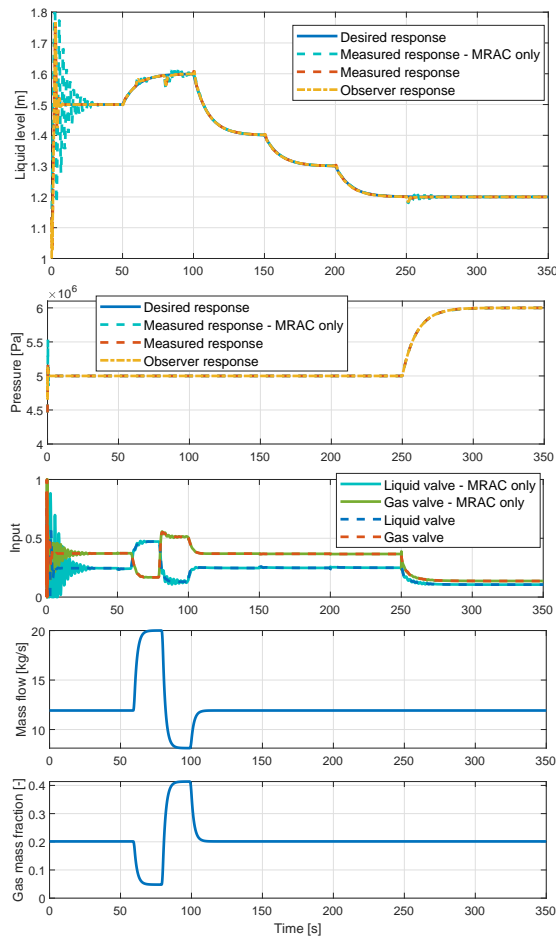 1.8
1.7
1.6
1.5
1.4
1.3
1.2
1.1
1
Liquid level [m]
Desired response
Measured response - MRAC only
Measured response
Observer response
0 50 100 150 200 250 300 350
×10⁶
6
5.5
5
4.5
4
Pressure [Pa]
Desired response
Measured response - MRAC only
Measured response
Observer response
0 50 100 150 200 250 300 350
1
0.5
0
Input
Liquid valve - MRAC only
Gas valve - MRAC only
Liquid valve
Gas valve
0 50 100 150 200 250 300 350
20
15
10
Mass flow [kg/s]
0 50 100 150 200 250 300 350
0.4
0.3
0.2
0.1
0
Gas mass fraction [-]
0 50 100 150 200 250 300 350
Time [s]